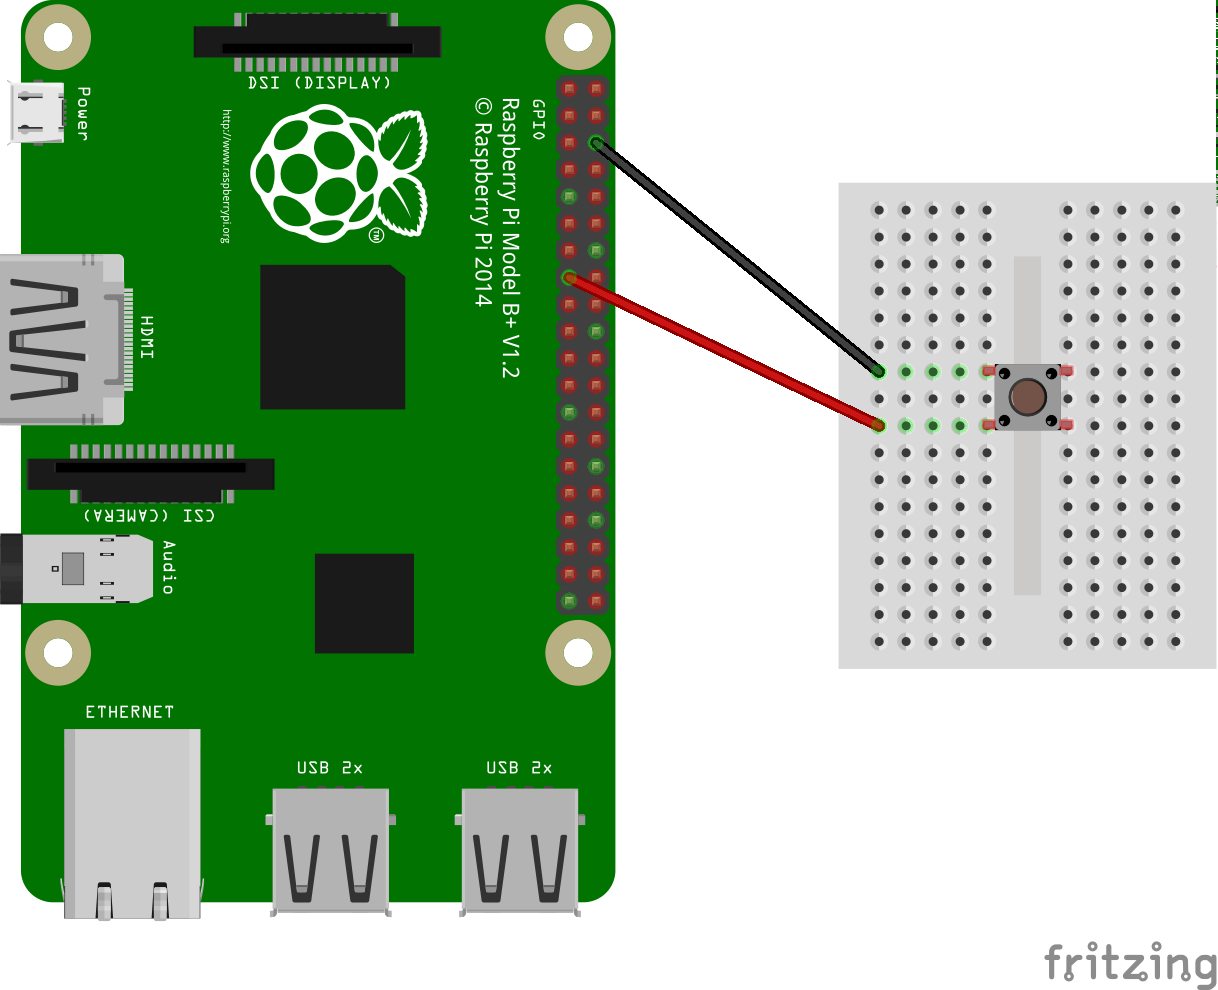 DSI (DISPLAY)
Power
http://www.raspberrypi.org
TM
GPIO
Raspberry Pi Model B+ V1.2
© Raspberry Pi 2014
HDMI
CSI (CAMERA)
Audio
ETHERNET
USB 2x
USB 2x
fritzing